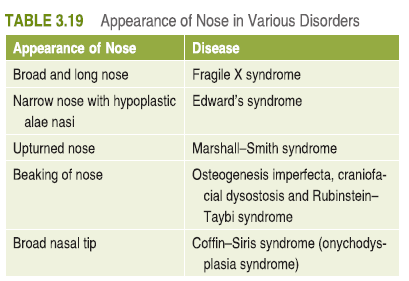 TABLE 3.19 Appearance of Nose in Various Disorders
Appearance of Nose Disease
Broad and long nose Fragile X syndrome
Narrow nose with hypoplastic Edward's syndrome
alae nasi
Upturned nose Marshall–Smith syndrome
Beaking of nose Osteogenesis imperfecta, craniofa-
cial dysostosis and Rubinstein–
Taybi syndrome
Broad nasal tip Coffin–Siris syndrome (onychodys-
plasia syndrome)